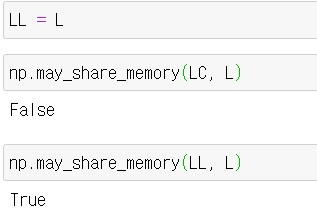 LL = L
np.may_share_memory(LC, L)
False
np.may_share_memory(LL, L)
True